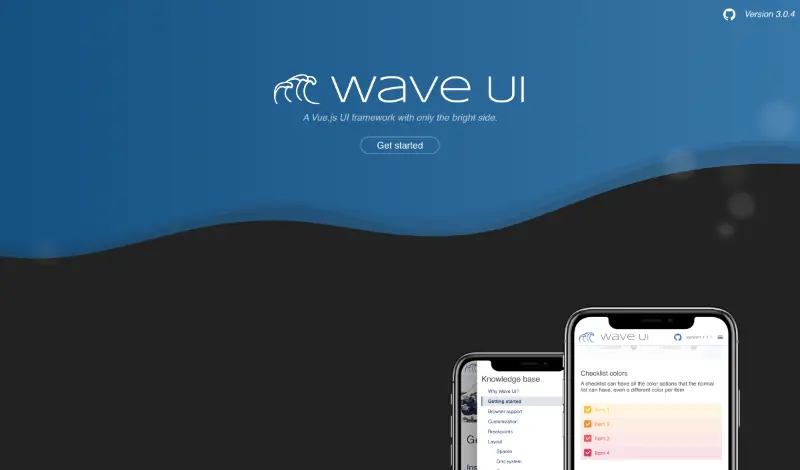 Version 3.0.4
wave ui
A Vue.js UI framework with only the bright side.
Get started
Knowledge base
Why Wave UI?
Getting started
Browser support
Customization
Breakpoints
Layout
Spaces
Grid system
wave ui
Checklist colors
A checklist can have all the color actions that the normal
list can have, even a different color per item
Item 1
Item 2
Item 3
Item 4